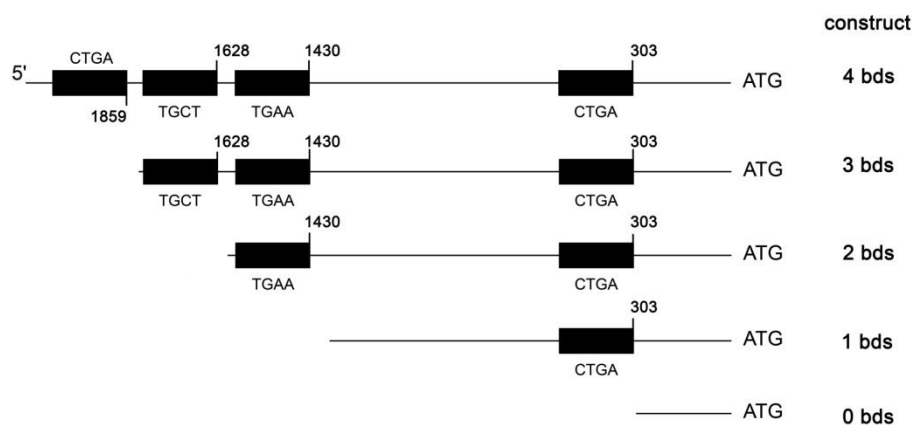 construct
CTGA
5' 1628 1430 303 ATG 4 bds
1859 TGCT TGAA CTGA
1628 1430 303
ATG 3 bds
TGCT TGAA CTGA
1430 303
ATG 2 bds
TGAA CTGA
303
ATG 1 bds
CTGA
ATG 0 bds